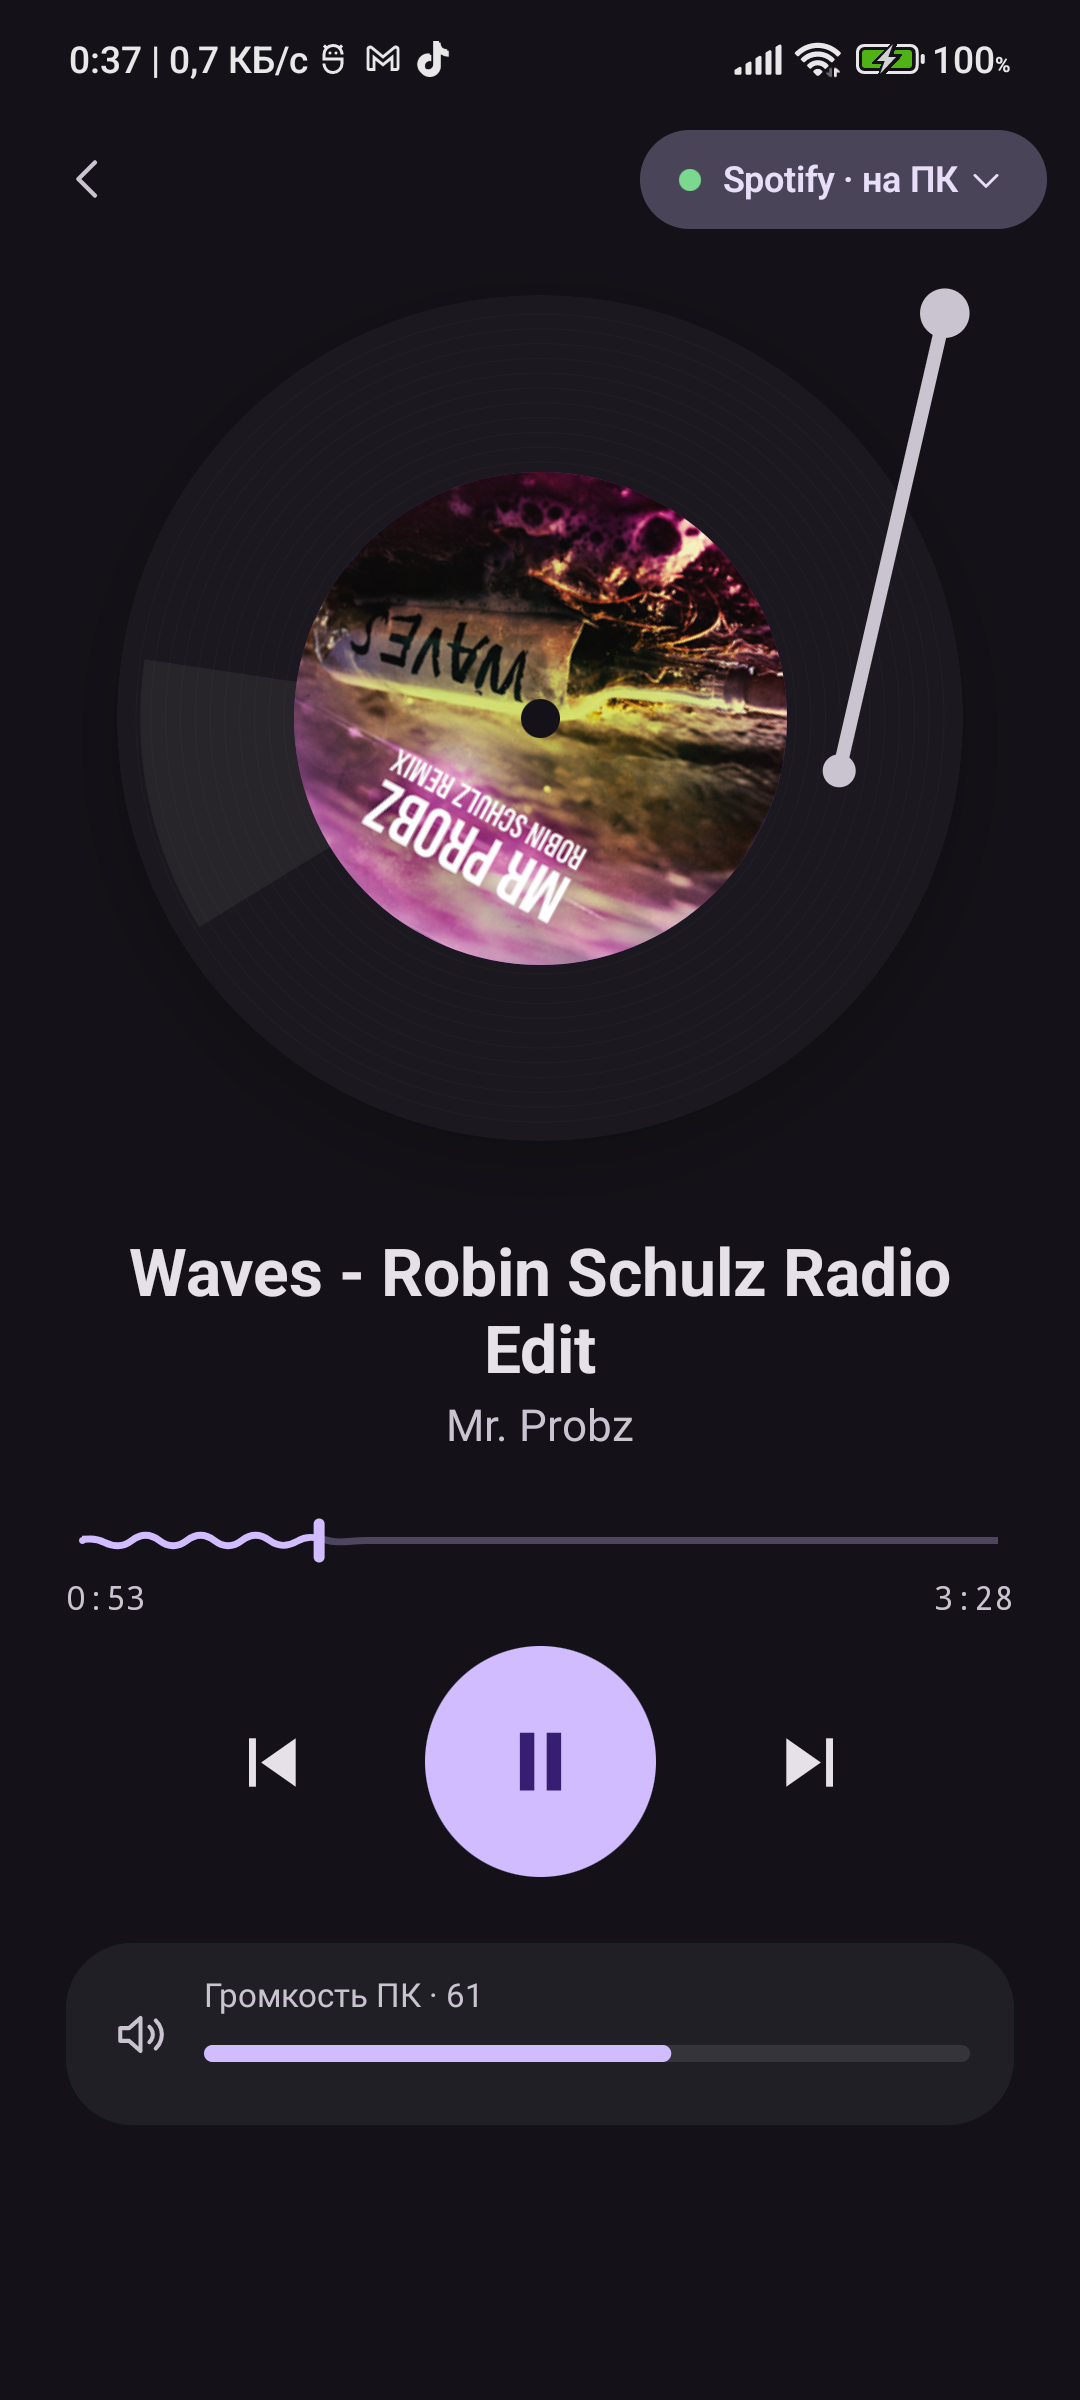 0:37 | 0,7 КБ/с 100%
Spotify · на ПК
WAVES
MR PROBZ
ROBIN SCHULZ REMIX
Waves - Robin Schulz Radio
Edit
Mr. Probz
0:53 3:28
Громкость ПК · 61